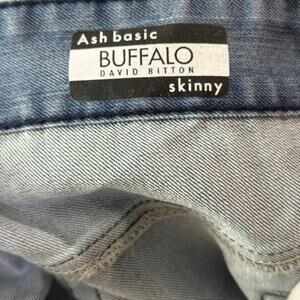 Ash basic
BUFFALO
DAVID BITTON
skinny